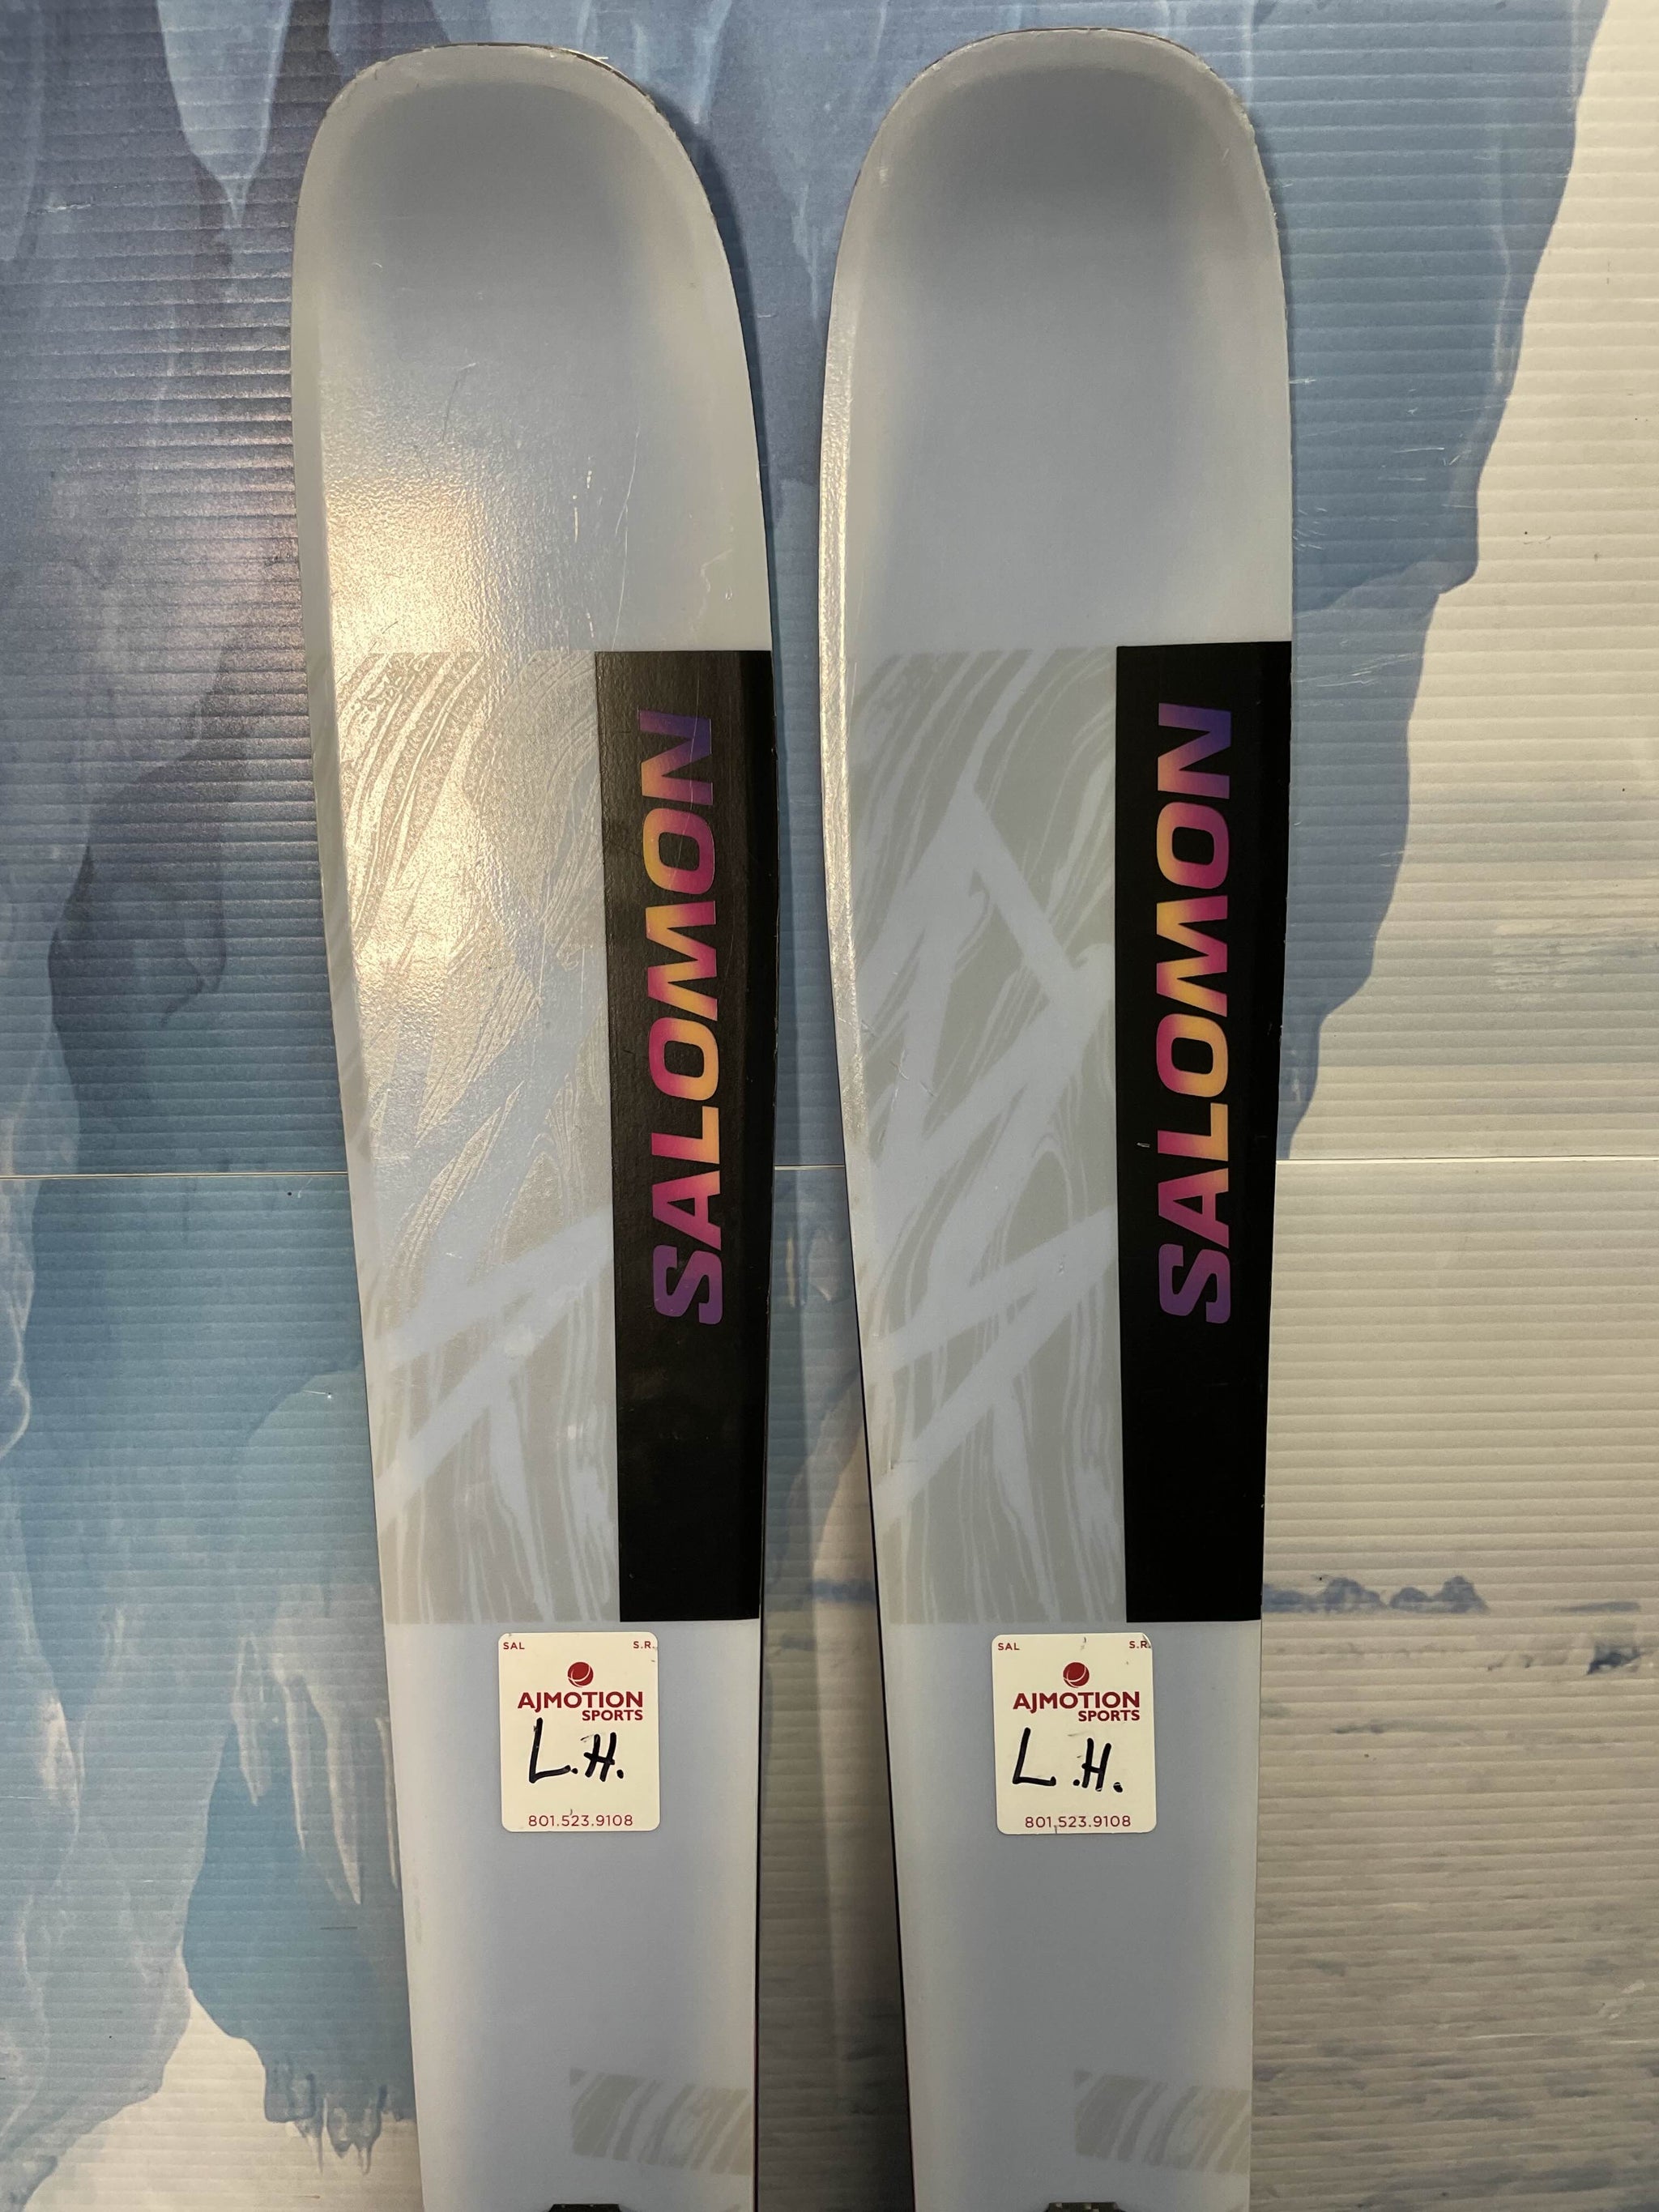 SALOMON
SALOMON
SAL S.R.
AJMOTION
SPORTS
L.H.
801.523.9108
SAL S.R.
AJMOTION
SPORTS
L.H.
801.523.9108